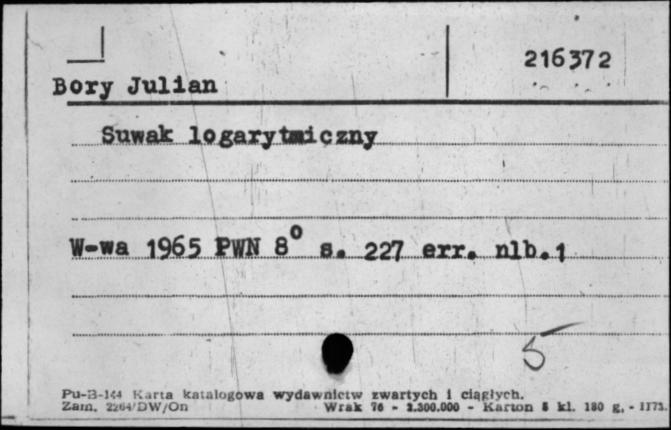 216372
Bory Julian
Suwak logarytmiczny
W-wa 1965 PWN 8° s. 227 err. nlb.1
5
Pu-B-144 Karta katalogowa wydawnictw zwartych i ciągłych.
Zam. 2264/DW/On Wrak 76 - 2.300.000 - Karton 5 kl. 180 g. - 1173.